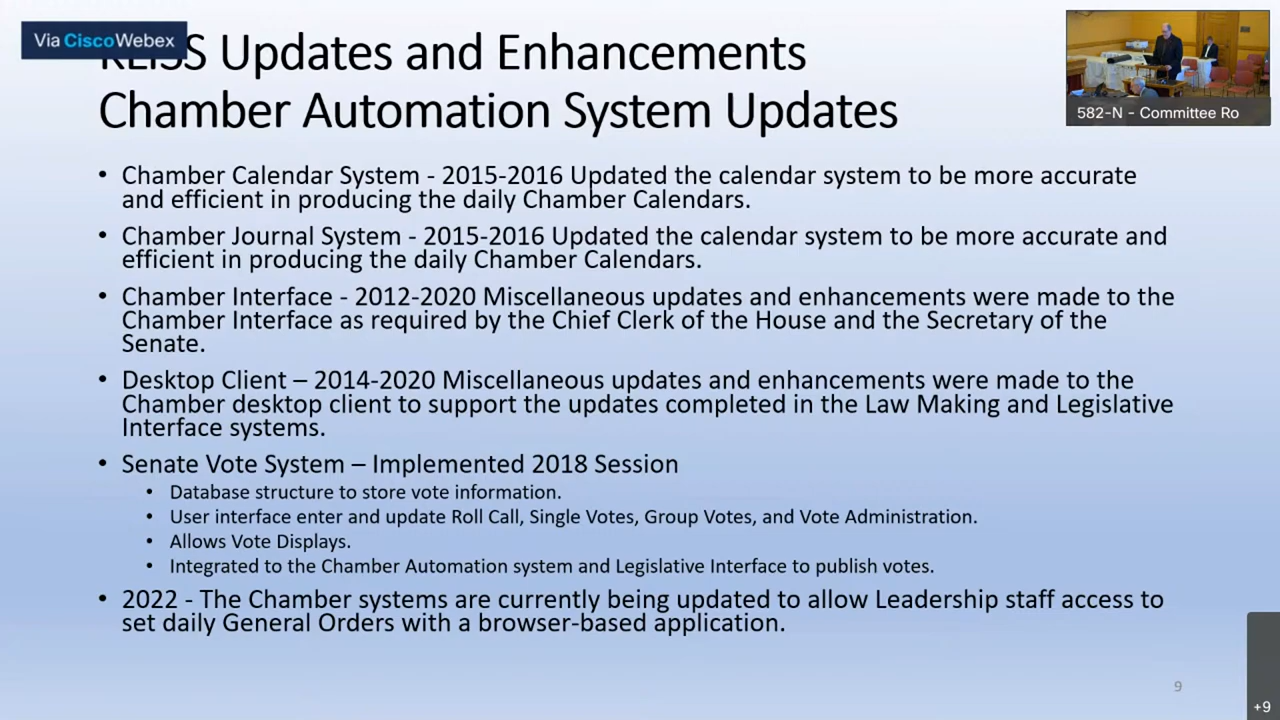 Via CiscoWebex
KLISS Updates and Enhancements
Chamber Automation System Updates
582-N - Committee Ro
• Chamber Calendar System - 2015-2016 Updated the calendar system to be more accurate
and efficient in producing the daily Chamber Calendars.
• Chamber Journal System - 2015-2016 Updated the calendar system to be more accurate and
efficient in producing the daily Chamber Calendars.
• Chamber Interface - 2012-2020 Miscellaneous updates and enhancements were made to the
Chamber Interface as required by the Chief Clerk of the House and the Secretary of the
Senate.
• Desktop Client – 2014-2020 Miscellaneous updates and enhancements were made to the
Chamber desktop client to support the updates completed in the Law Making and Legislative
Interface systems.
• Senate Vote System – Implemented 2018 Session
• Database structure to store vote information.
• User interface enter and update Roll Call, Single Votes, Group Votes, and Vote Administration.
• Allows Vote Displays.
• Integrated to the Chamber Automation system and Legislative Interface to publish votes.
• 2022 - The Chamber systems are currently being updated to allow Leadership staff access to
set daily General Orders with a browser-based application.
9
+9